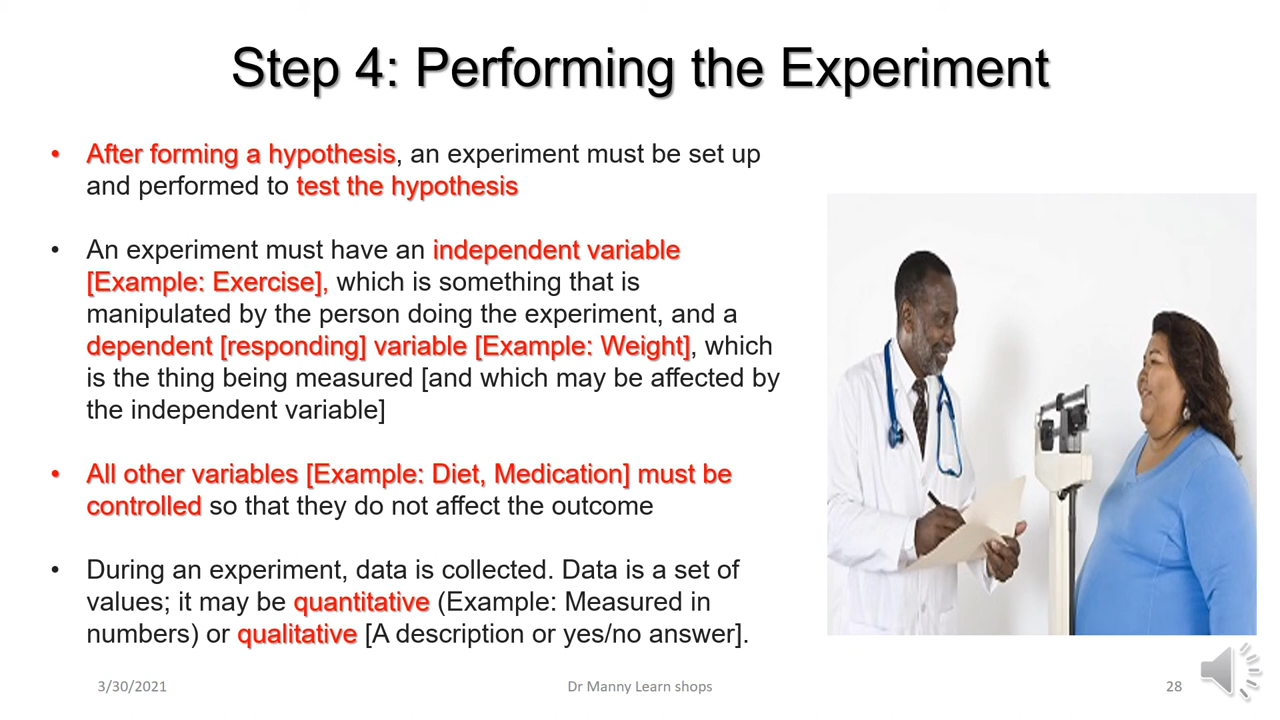 Step 4: Performing the Experiment
• After forming a hypothesis, an experiment must be set up
and performed to test the hypothesis
• An experiment must have an independent variable
[Example: Exercise], which is something that is
manipulated by the person doing the experiment, and a
dependent [responding] variable [Example: Weight], which
is the thing being measured [and which may be affected by
the independent variable]
• All other variables [Example: Diet, Medication] must be
controlled so that they do not affect the outcome
• During an experiment, data is collected. Data is a set of
values; it may be quantitative (Example: Measured in
numbers) or qualitative [A description or yes/no answer].
3/30/2021
Dr Manny Learn shops
28